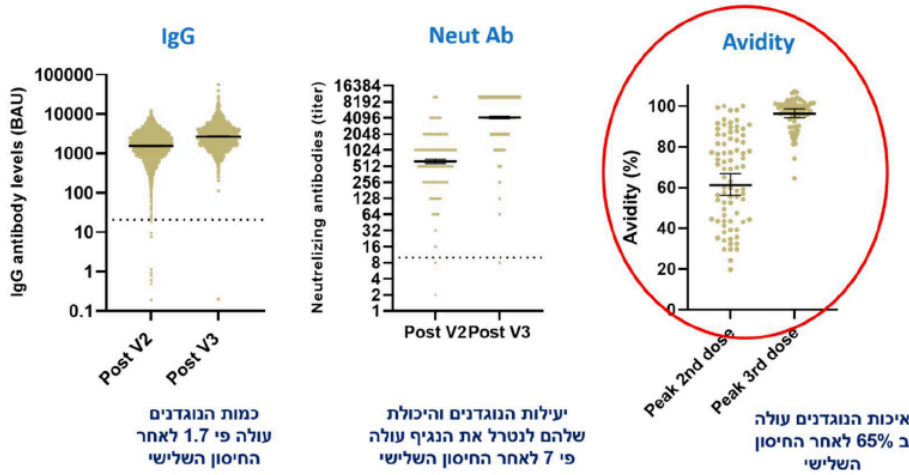 IgG
Neut Ab
Avidity
IgG antibody levels (BAU)
100000
10000
1000
100
10
1
0.1
Post V2
Post V3
Neutrelizing antibodies (titer)
16384
8192
4096
2048
1024
512
256
128
64
32
16
8
4
2
1
Post V2
Post V3
Avidity (%)
100
80
60
40
20
0
Peak 2nd dose
Peak 3rd dose
כמות הנוגדנים
עולה פי 1.7 לאחר
החיסון השלישי
יעילות הנוגדנים והיכולת
שלהם לנטרל את הנגיף עולה
פי 7 לאחר החיסון השלישי
איכות הנוגדנים עולה
ב 65% לאחר החיסון
השלישי